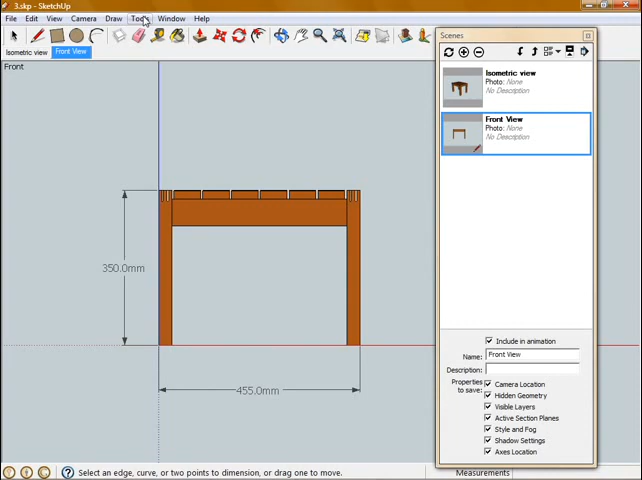 3.skp - SketchUp
File Edit View Camera Draw Tools Window Help
Isometric view Front View
Front
350.0mm
455.0mm
Scenes
Isometric view
Photo: None
No Description
Front View
Photo: None
No Description
Include in animation
Name: Front View
Description:
Properties to save:
Camera Location
Hidden Geometry
Visible Layers
Active Section Planes
Style and Fog
Shadow Settings
Axes Location
Select an edge, curve, or two points to dimension, or drag one to move.
Measurements